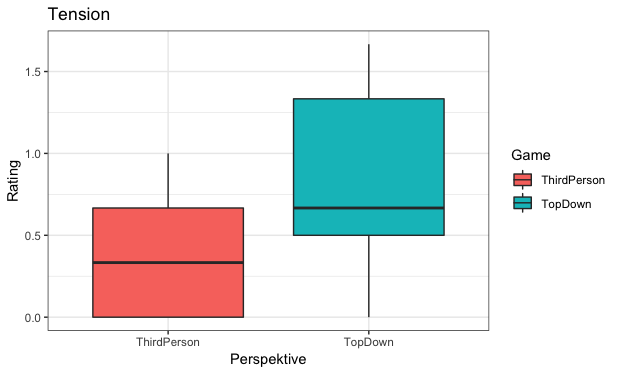 Tension
1.5
1.0
0.5
0.0
Rating
ThirdPerson
TopDown
Perspektive
Game
ThirdPerson
TopDown